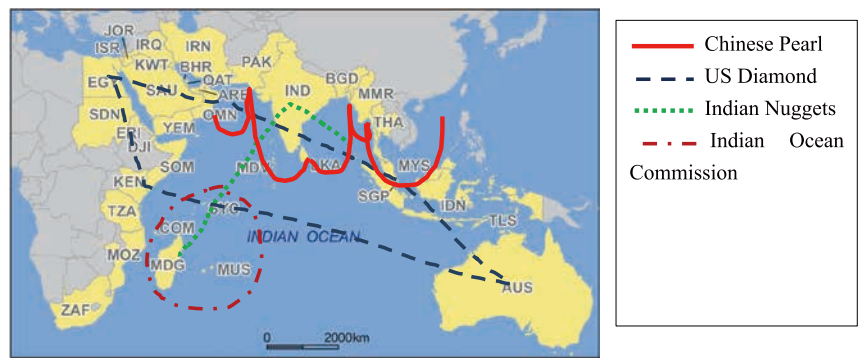 JOR
ISR
IRQ
IRN
KWT
BHR
PAK
EG
QAT
SAU
ARE
IND
BGD
OMN
MMR
SDN
THA
YEM
ERI
DJI
SOM
MDV
LKA
MYS
KEN
SGP
TZA
SYC
IDN
TLS
COM
INDIAN OCEAN
MOZ
MDG
MUS
AUS
ZAF
0 2000km
Chinese Pearl
US Diamond
Indian Nuggets
Indian Ocean
Commission